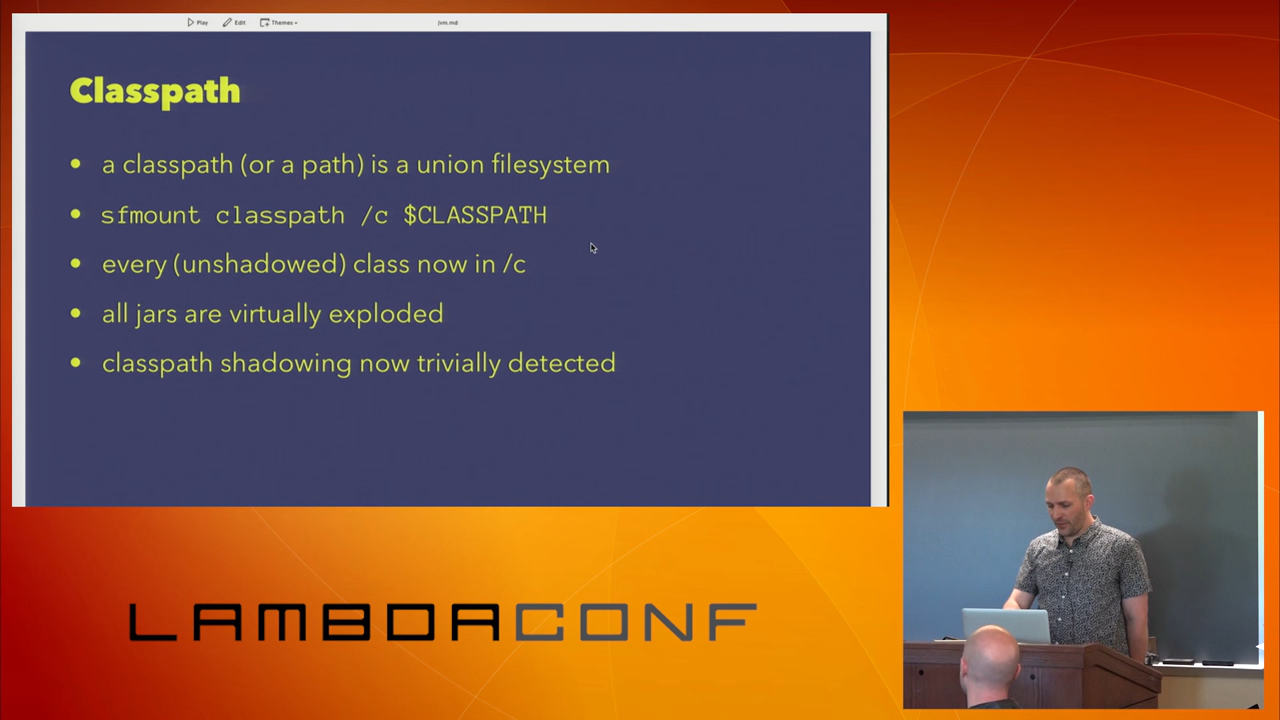 Play Edit Themes jvm.md
Classpath
• a classpath (or a path) is a union filesystem
• sfmount classpath /c $CLASSPATH
• every (unshadowed) class now in /c
• all jars are virtually exploded
• classpath shadowing now trivially detected
LAMBDACONF